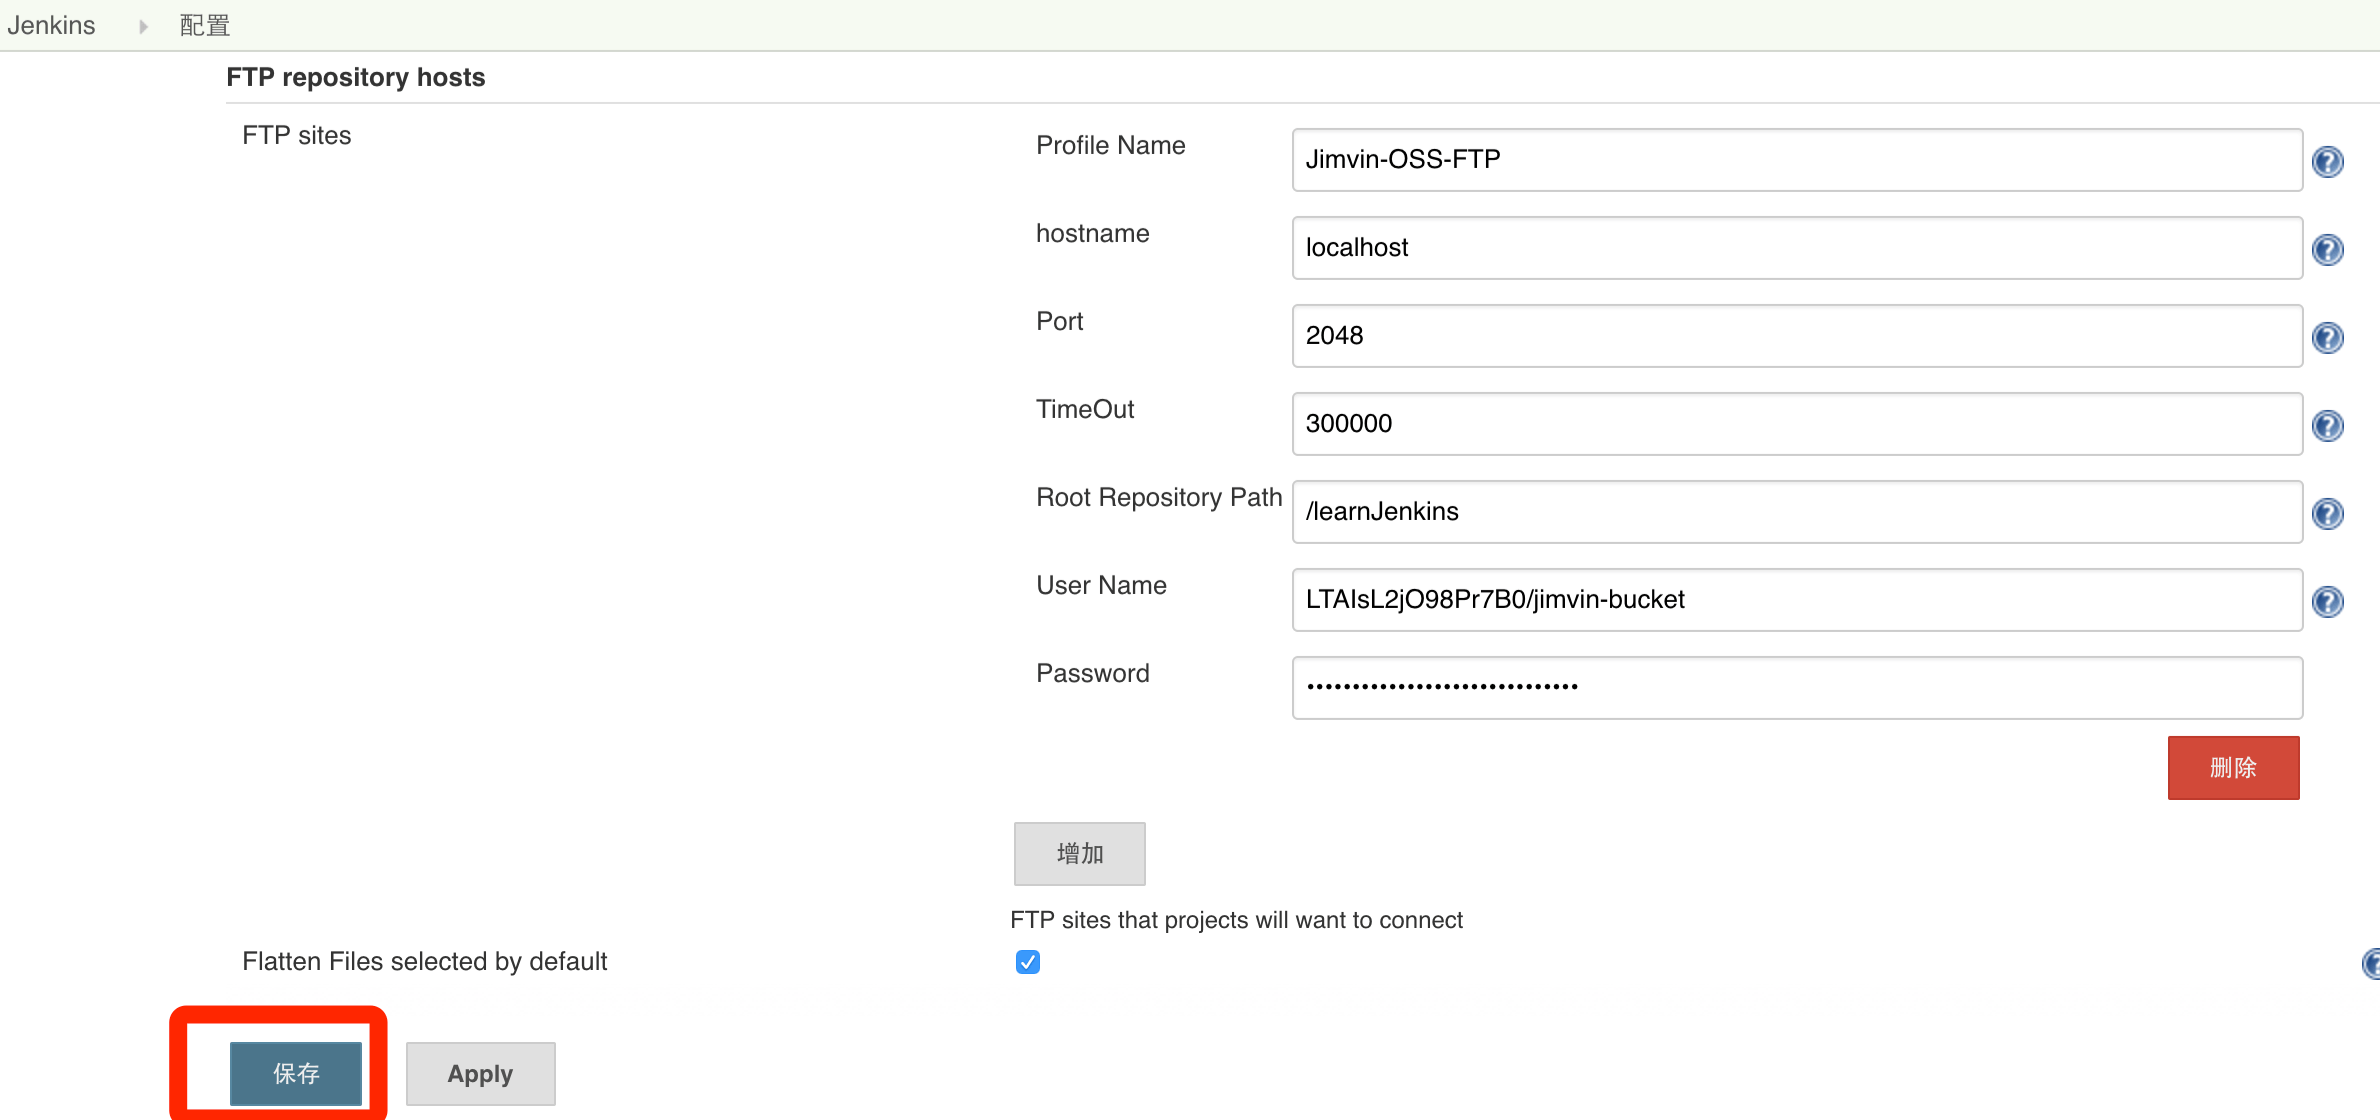 Jenkins 配置
FTP repository hosts
FTP sites
Profile Name Jimvin-OSS-FTP
hostname localhost
Port 2048
TimeOut 300000
Root Repository Path /learnJenkins
User Name LTAIsL2jO98Pr7B0/jimvin-bucket
Password ••••••••••••••••••••••••••••••
删除
增加
FTP sites that projects will want to connect
Flatten Files selected by default
保存 Apply